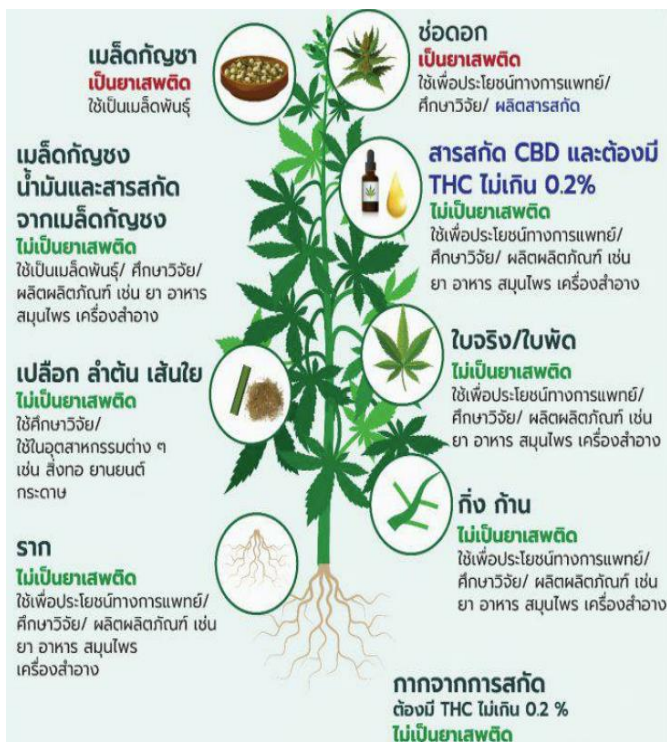 เมล็ดกัญชา
เป็นยาเสพติด
ใช้เป็นเมล็ดพันธุ์
ช่อดอก
เป็นยาเสพติด
ใช้เพื่อประโยชน์ทางการแพทย์/
ศึกษาวิจัย/ ผลิตสารสกัด
เมล็ดกัญชง
น้ำมันและสารสกัด
จากเมล็ดกัญชง
ไม่เป็นยาเสพติด
ใช้เป็นเมล็ดพันธุ์/ ศึกษาวิจัย/
ผลิตผลิตภัณฑ์ เช่น ยา อาหาร
สมุนไพร เครื่องสำอาง
สารสกัด CBD และต้องมี
THC ไม่เกิน 0.2%
ไม่เป็นยาเสพติด
ใช้เพื่อประโยชน์ทางการแพทย์/
ศึกษาวิจัย/ ผลิตผลิตภัณฑ์ เช่น
ยา อาหาร สมุนไพร เครื่องสำอาง
เปลือก ลำต้น เส้นใย
ไม่เป็นยาเสพติด
ใช้ศึกษาวิจัย/
ใช้ในอุตสาหกรรมต่าง ๆ
เช่น สิ่งทอ ยานยนต์
กระดาษ
ใบจริง/ใบพัด
ไม่เป็นยาเสพติด
ใช้เพื่อประโยชน์ทางการแพทย์/
ศึกษาวิจัย/ ผลิตผลิตภัณฑ์ เช่น
ยา อาหาร สมุนไพร เครื่องสำอาง
กิ่ง ก้าน
ไม่เป็นยาเสพติด
ใช้เพื่อประโยชน์ทางการแพทย์/
ศึกษาวิจัย/ ผลิตผลิตภัณฑ์ เช่น
ยา อาหาร สมุนไพร เครื่องสำอาง
ราก
ไม่เป็นยาเสพติด
ใช้เพื่อประโยชน์ทางการแพทย์/
ศึกษาวิจัย/ ผลิตผลิตภัณฑ์ เช่น
ยา อาหาร สมุนไพร
เครื่องสำอาง
กากจากการสกัด
ต้องมี THC ไม่เกิน 0.2 %
ไม่เป็นยาเสพติด